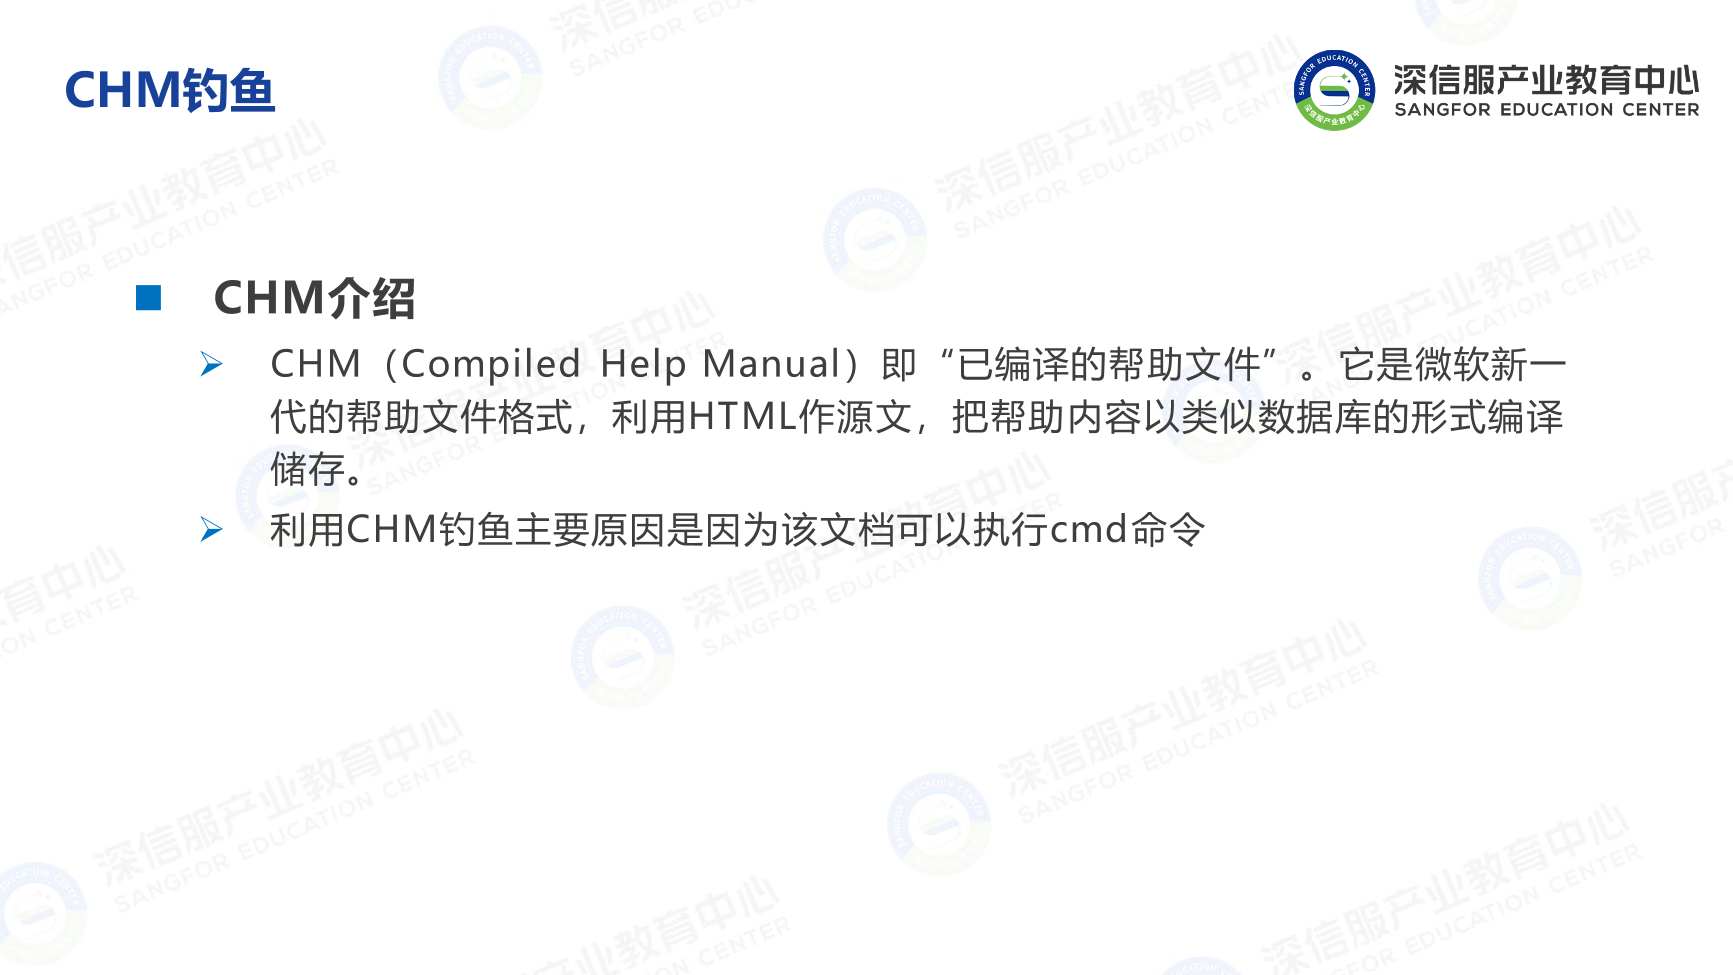 CHM钓鱼
深信服产业教育中心
SANGFOR EDUCATION CENTER
CHM介绍
CHM（Compiled Help Manual）即“已编译的帮助文件”。它是微软新一
代的帮助文件格式，利用HTML作源文，把帮助内容以类似数据库的形式编译
储存。
利用CHM钓鱼主要原因是因为该文档可以执行cmd命令